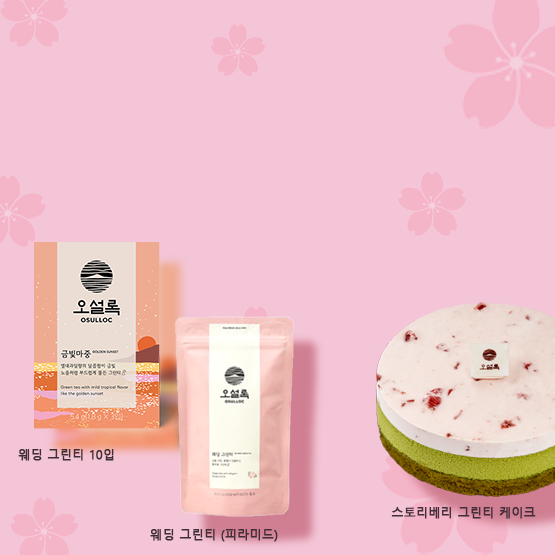 오설록
OSULLOC
금빛마중 GOLDEN SUNSET
열대과일향의 달콤함이 금빛
노을처럼 부드럽게 물든 그린티
Green tea with mild tropical flavor
like the golden sunset
웨딩 그린티 10입
오설록
OSULLOC
웨딩 그린티
웨딩 그린티 (피라미드)
오설록
스토리베리 그린티 케이크